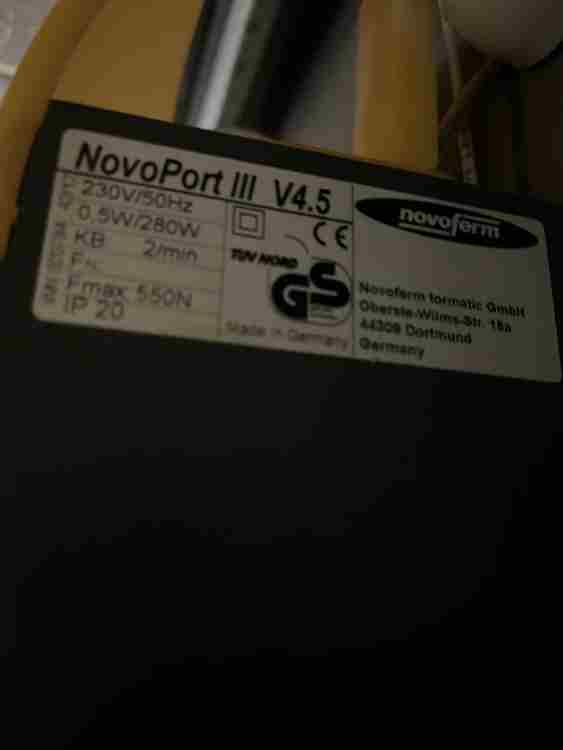 NovoPort III V4.5
230V/50Hz
0,5W/280W
KB 2/min
Fmax 550N
IP 20
CE
TÜV NORD
GS
Made in Germany
novoferm
Novoferm tormatic GmbH
Oberste-Wilms-Str. 15a
44309 Dortmund
Germany